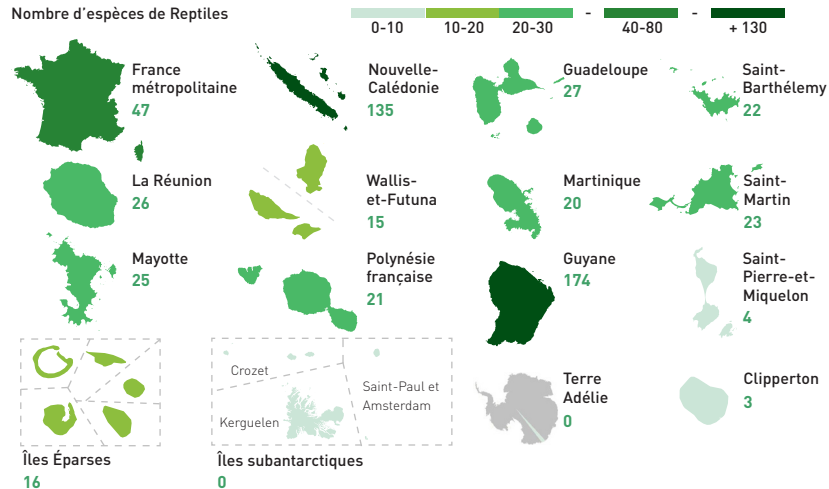 Nombre d’espèces de Reptiles
0-10
10-20
20-30
-
40-80
-
+ 130
France
métropolitaine
47
Nouvelle-
Calédonie
135
Guadeloupe
27
Saint-
Barthélemy
22
La Réunion
26
Wallis-
et-Futuna
15
Martinique
20
Saint-
Martin
23
Mayotte
25
Polynésie
française
21
Guyane
174
Saint-
Pierre-et-
Miquelon
4
Îles Éparses
16
Crozet
Kerguelen
Saint-Paul et
Amsterdam
Îles subantarctiques
0
Terre
Adélie
0
Clipperton
3